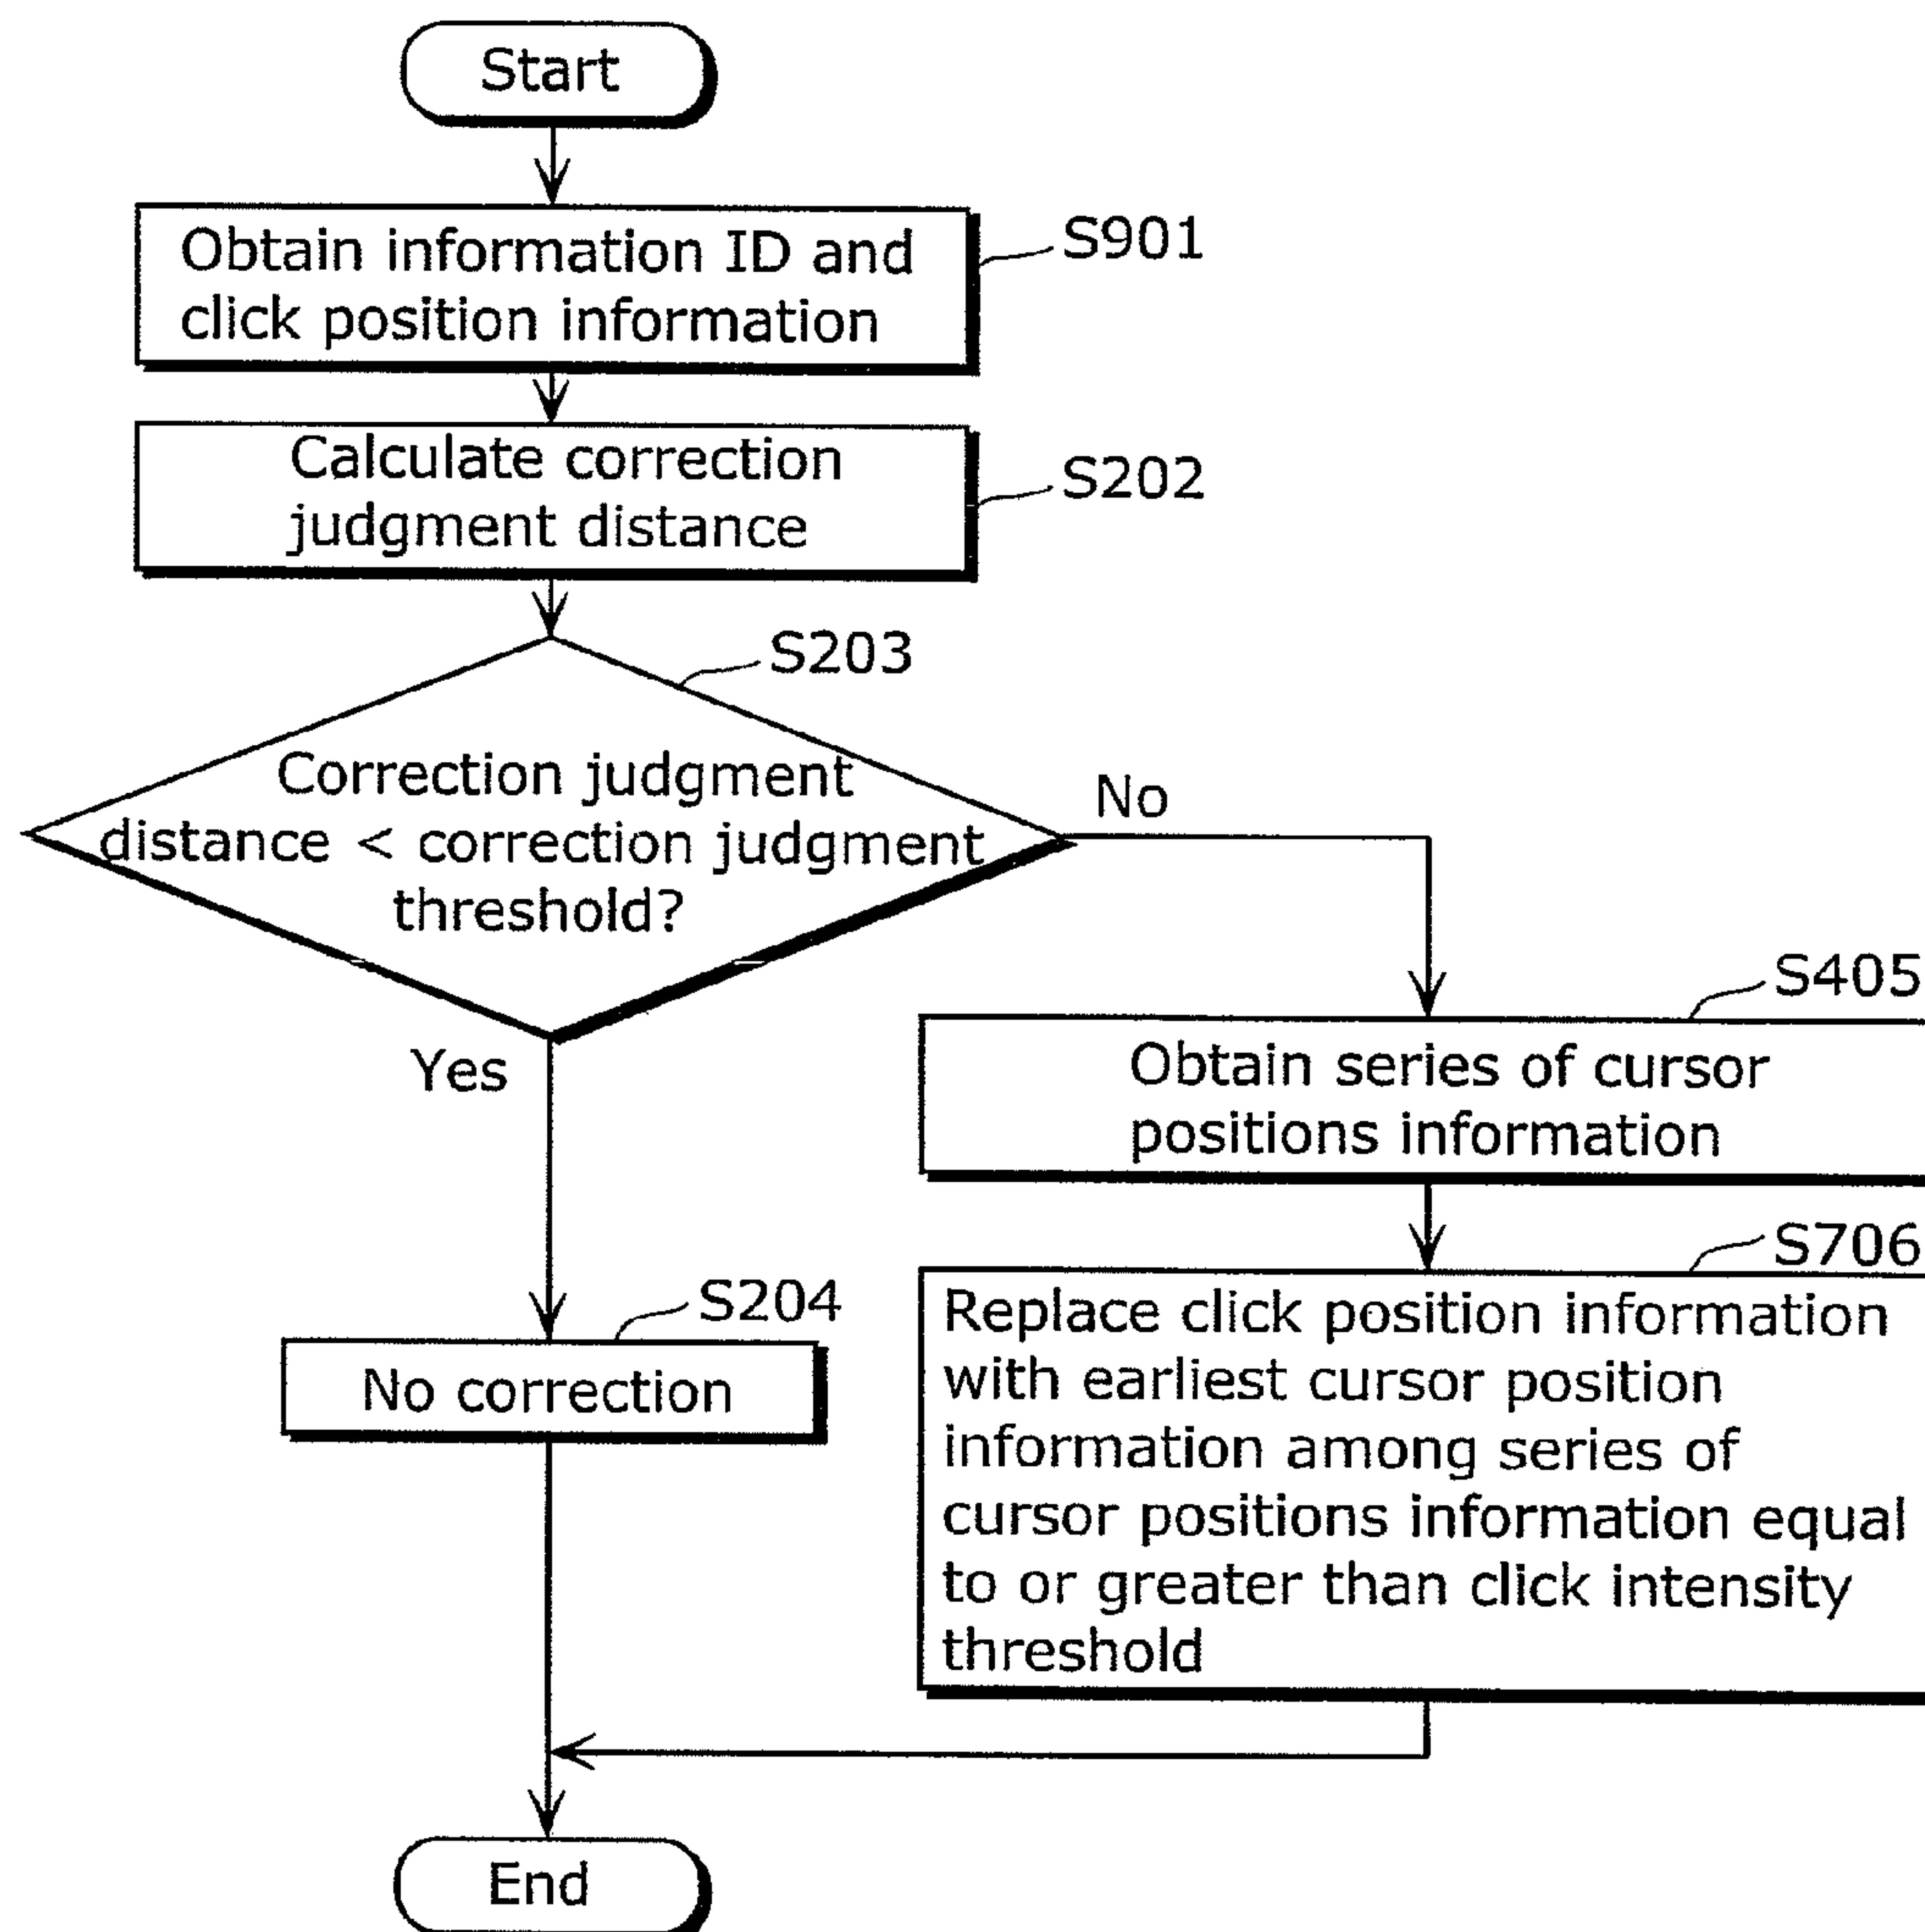 Start
Obtain information ID and
click position information
S901
Calculate correction
judgment distance
S202
S203
Correction judgment
distance < correction judgment
threshold?
No
Yes
S405
Obtain series of cursor
positions information
S204
No correction
S706
Replace click position information
with earliest cursor position
information among series of
cursor positions information equal
to or greater than click intensity
threshold
End